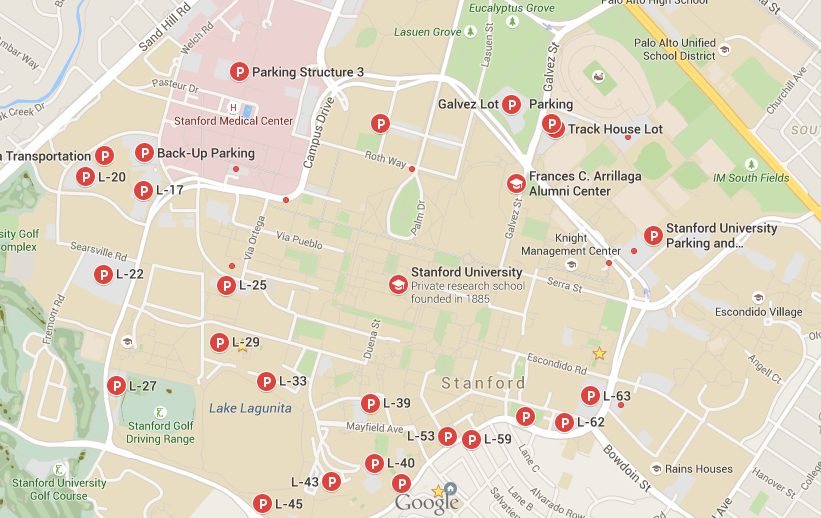 Palo Alto High School
Eucalyptus Grove
Lasuen Grove
Sand Hill Rd
Welch Rd
Lasuen St
Galvez St
Palo Alto Unified
School District
Churchill Ave
Parking Structure 3
Pasteur Dr
Creek Dr
Galvez Lot
Parking
Stanford Medical Center
Campus Drive
Track House Lot
Transportation
Back-Up Parking
Roth Way
L-20
L-17
IM South Fields
Frances C. Arrillaga
Alumni Center
Palm Dr
Galvez St
Via Ortega
Via Pueblo
Knight
Management Center
Stanford University
Parking and...
Searsville Rd
L-22
L-25
Stanford University
Private research school
founded in 1885
Serra St
Fremont Rd
Escondido Village
L-29
Duena St
Escondido Rd
Angell Ct
L-27
L-33
Stanford
L-63
Lake Lagunita
L-39
Stanford Golf
Driving Range
Mayfield Ave
L-53
L-59
L-62
Lane C
Bowdoin St
Rains Houses
Hanover St
L-40
L-43
Stanford University
Golf Course
L-45
Lane B
Alvarado Row
Google